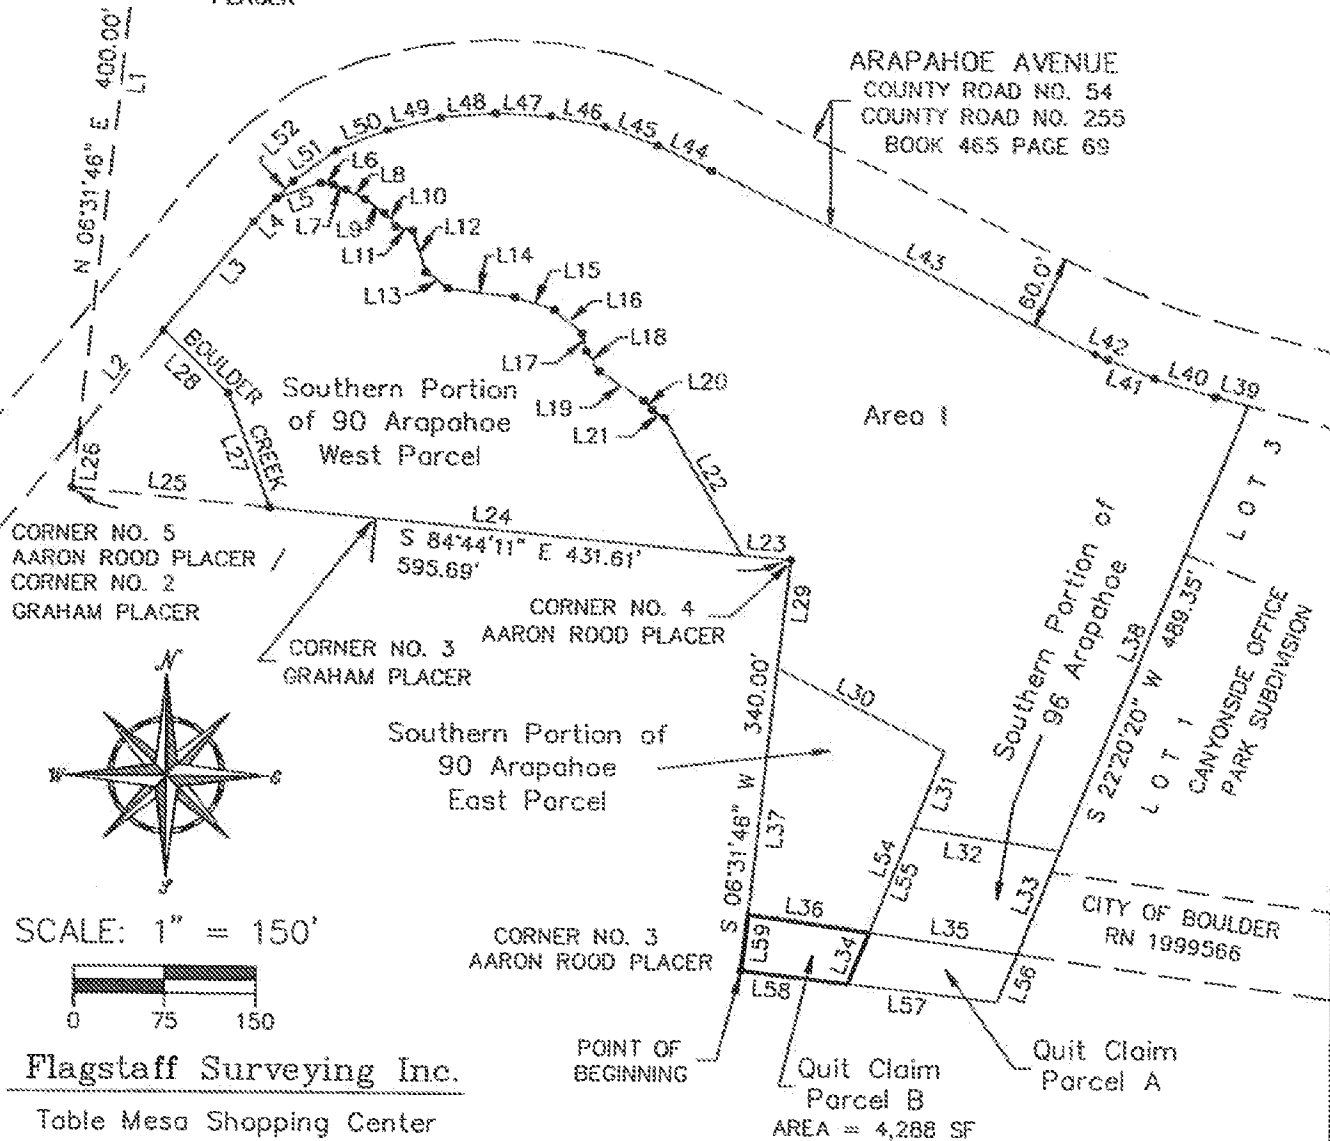 N 06°31'46" E 400.00'
L1
ARAPAHOE AVENUE
COUNTY ROAD NO. 54
COUNTY ROAD NO. 255
BOOK 465 PAGE 69
L52
L51
L50
L49
L48
L47
L46
L45
L44
L43
60.0'
L42
L41
L40
L39
L2
L3
L4
L5
L6
L7
L8
L9
L10
L11
L12
L13
L14
L15
L16
L17
L18
L19
L20
L21
L22
L23
BOULDER
CREEK
L28
L27
L26
L25
L24
Southern Portion
of 90 Arapahoe
West Parcel
Area 1
S 84°44'11" E 431.61'
595.69'
CORNER NO. 5
AARON ROOD PLACER
CORNER NO. 2
GRAHAM PLACER
CORNER NO. 3
GRAHAM PLACER
CORNER NO. 4
AARON ROOD PLACER
L29
L30
L31
L32
L33
L34
L35
L36
L37
L38
S 06°31'46" W 340.00'
S 22°20'20" W 489.35'
LOT 3
LOT 1
CANYONSIDE OFFICE
PARK SUBDIVISION
Southern Portion of
96 Arapahoe
Southern Portion of
90 Arapahoe
East Parcel
L54
L55
L56
L57
L58
L59
CITY OF BOULDER
RN 1999566
CORNER NO. 3
AARON ROOD PLACER
POINT OF
BEGINNING
Quit Claim
Parcel B
AREA = 4,288 SF
Quit Claim
Parcel A
N
W
S
SCALE: 1" = 150'
0 75 150
Flagstaff Surveying Inc.
Table Mesa Shopping Center